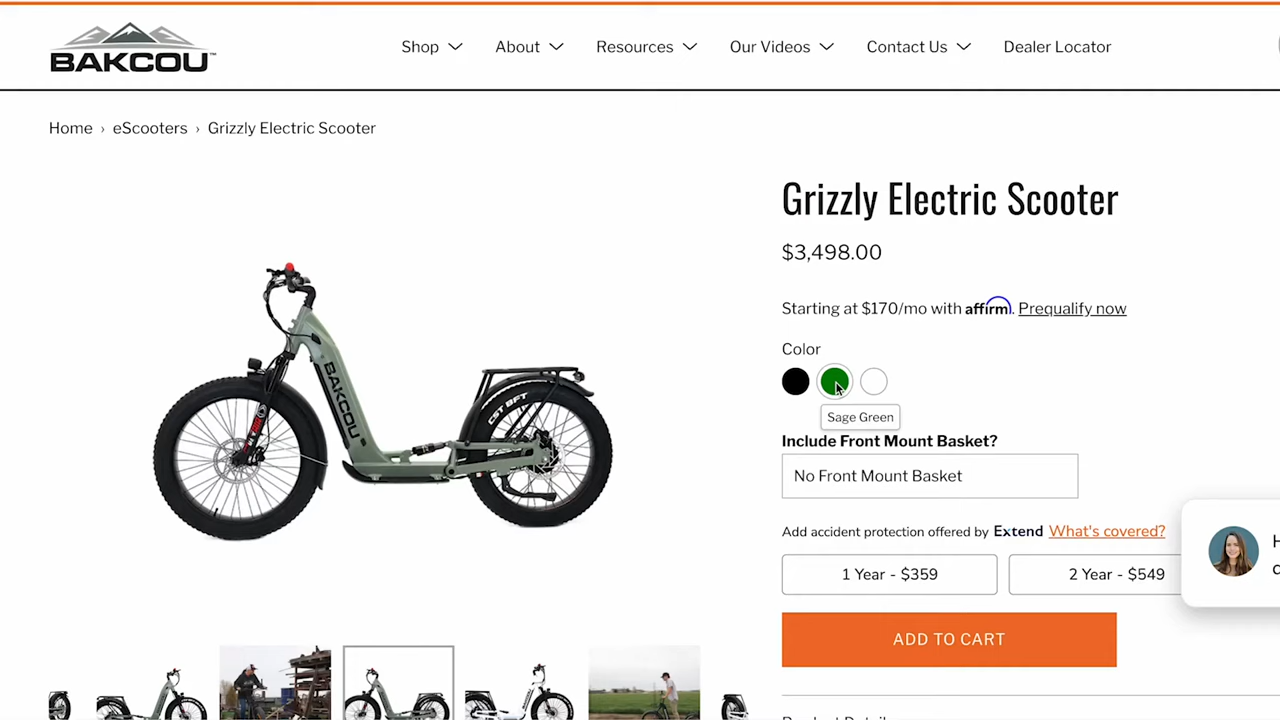 BAKCOU™
Shop
About
Resources
Our Videos
Contact Us
Dealer Locator
Home › eScooters › Grizzly Electric Scooter
Grizzly Electric Scooter
$3,498.00
Starting at $170/mo with affirm. Prequalify now
Color
Sage Green
Include Front Mount Basket?
No Front Mount Basket
Add accident protection offered by Extend What's covered?
1 Year - $359
2 Year - $549
ADD TO CART
BAKCOU
CST BFT